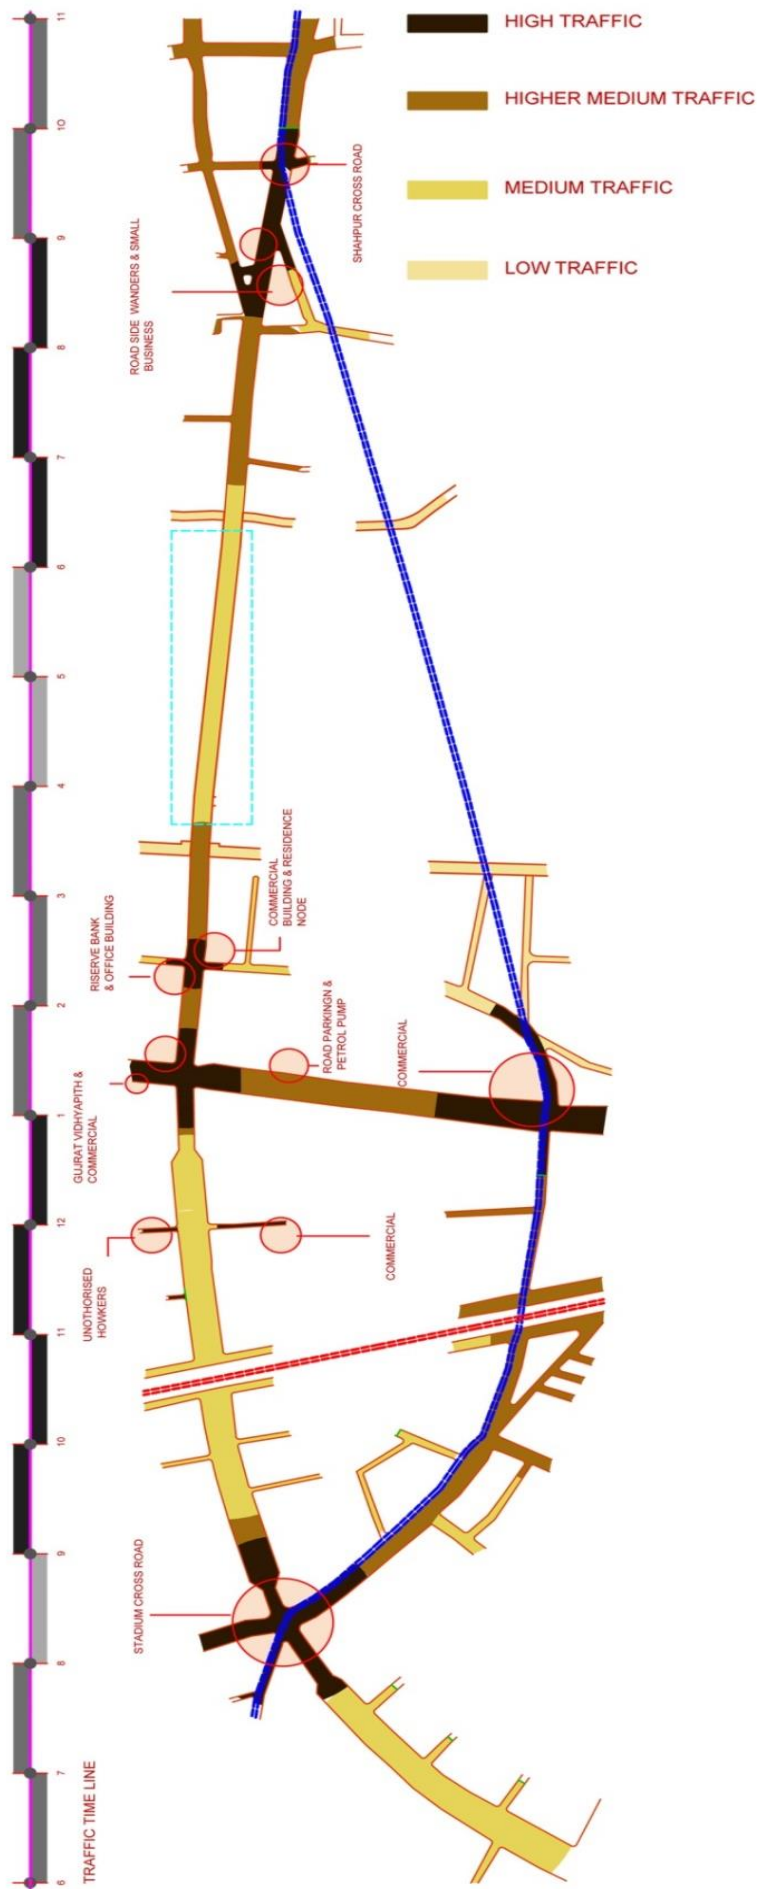 HIGH TRAFFIC
HIGHER MEDIUM TRAFFIC
MEDIUM TRAFFIC
LOW TRAFFIC
SHAHPUR CROSS ROAD
ROAD SIDE WANDERS & SMALL
BUSINESS
COMMERCIAL
BUILDING & RESIDENCE
NODE
RISERVE BANK
& OFFICE BUILDING
ROAD PARKINGN &
PETROL PUMP
COMMERCIAL
GUJRAT VIDHYAPITH &
COMMERCIAL
COMMERCIAL
UNOTHORISED
HOWKERS
STADIUM CROSS ROAD
TRAFFIC TIME LINE
6
7
8
9
10
11
12
1
2
3
4
5
6
7
8
9
10
11